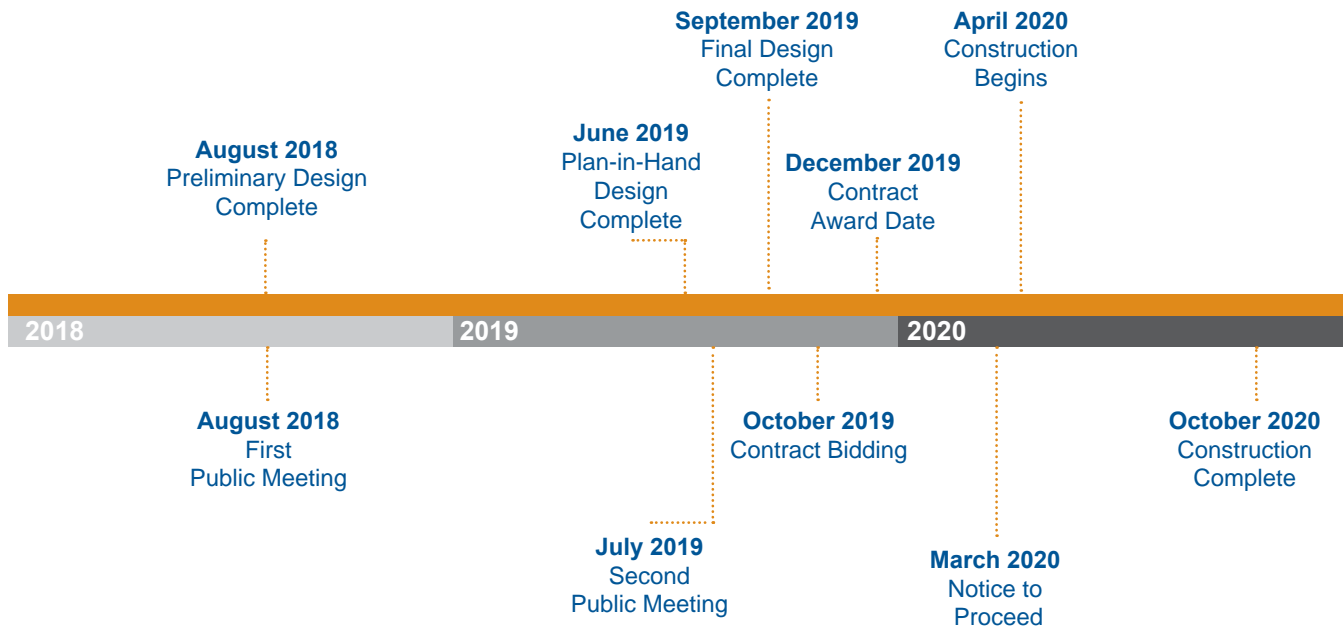 September 2019
Final Design
Complete
April 2020
Construction
Begins
June 2019
Plan-in-Hand
Design
Complete
August 2018
Preliminary Design
Complete
December 2019
Contract
Award Date
2018
2019
2020
August 2018
First
Public Meeting
October 2019
Contract Bidding
October 2020
Construction
Complete
July 2019
Second
Public Meeting
March 2020
Notice to
Proceed